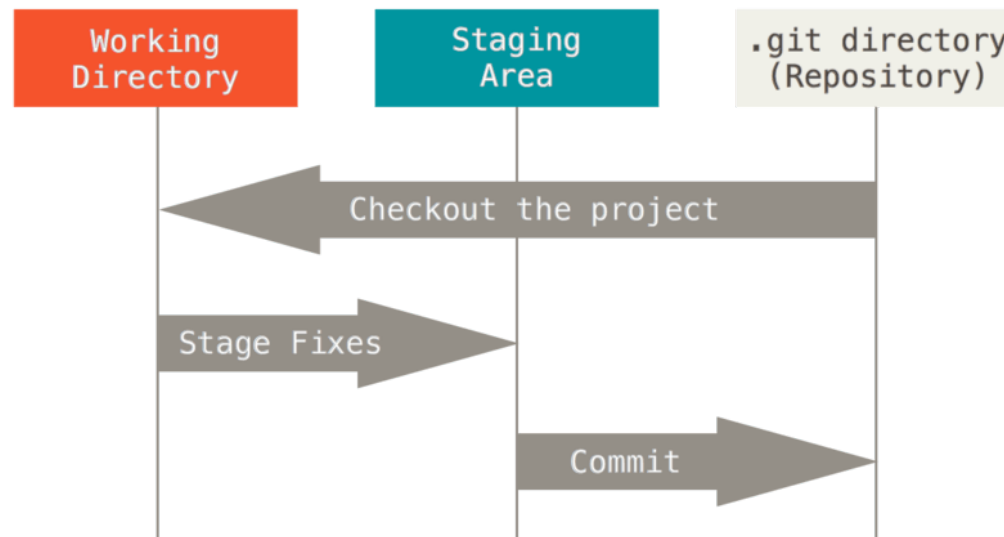 Working
Directory
Staging
Area
.git directory
(Repository)
Checkout the project
Stage Fixes
Commit